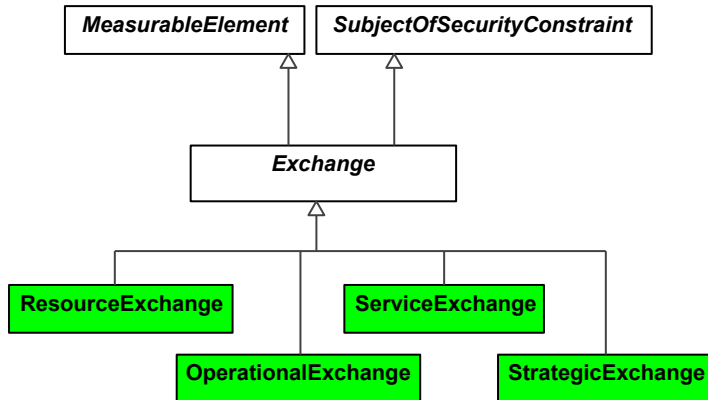 MeasurableElement
SubjectOfSecurityConstraint
Exchange
ResourceExchange
ServiceExchange
OperationalExchange
StrategicExchange